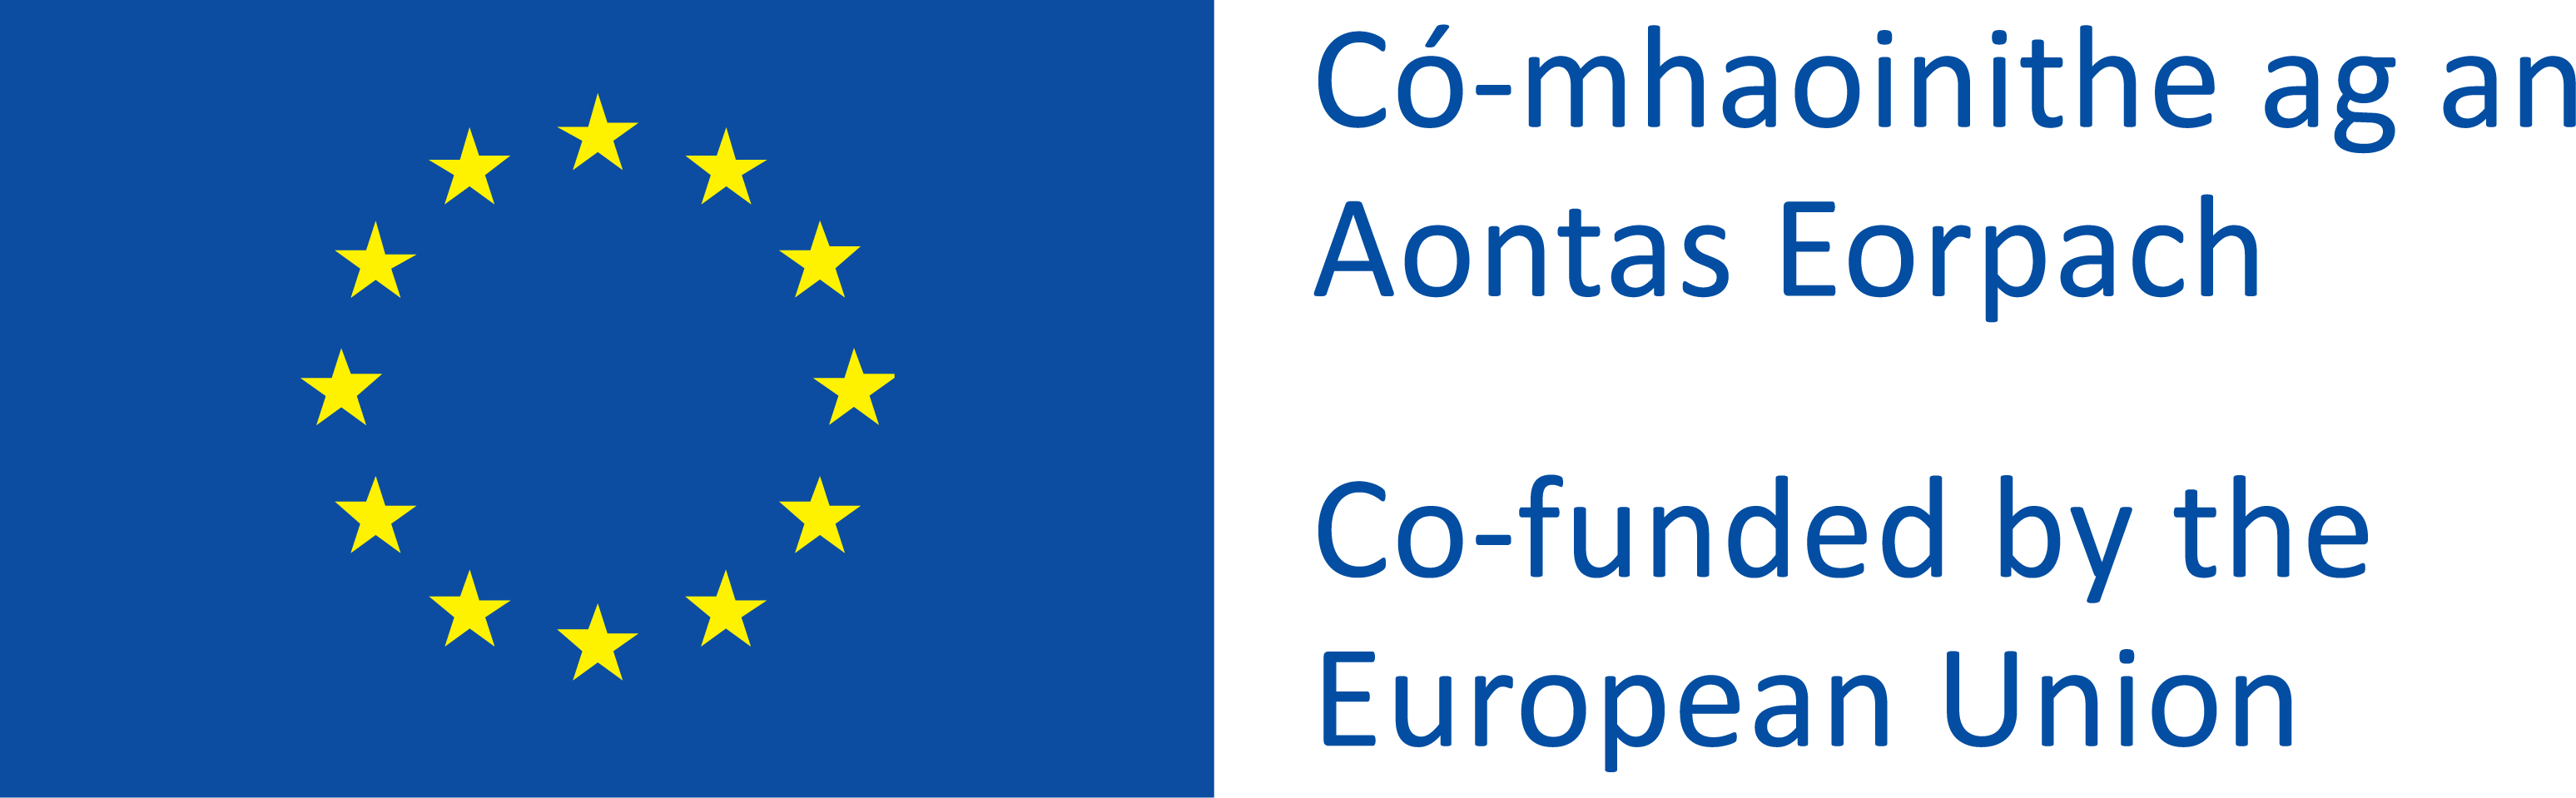 Có-mhaoinithe ag an
Aontas Eorpach
Co-funded by the
European Union